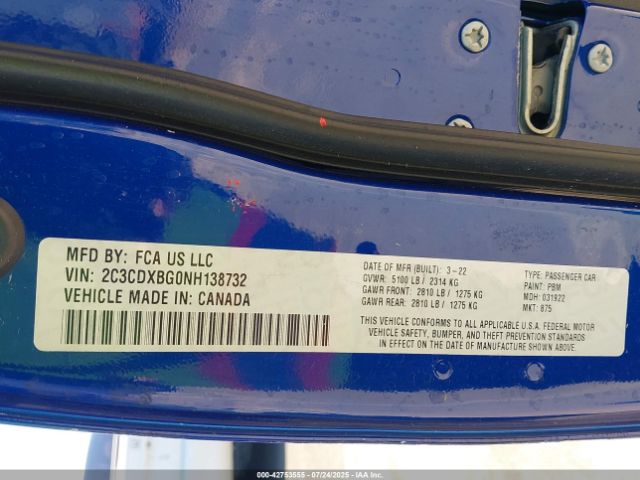 MFD BY: FCA US LLC
VIN: 2C3CDXBG0NH138732
VEHICLE MADE IN: CANADA
DATE OF MFR (BUILT): 3-22
GVWR: 5100 LB / 2314 KG
GAWR FRONT: 2810 LB / 1275 KG
GAWR REAR: 2810 LB / 1275 KG
TYPE: PASSENGER CAR
PAINT: PBM
MDH: 031922
MKT: 875
THIS VEHICLE CONFORMS TO ALL APPLICABLE U.S.A. FEDERAL MOTOR
VEHICLE SAFETY, BUMPER, AND THEFT PREVENTION STANDARDS
IN EFFECT ON THE DATE OF MANUFACTURE SHOWN ABOVE.
000-42753555 - 07/24/2025 - IAAI.COM